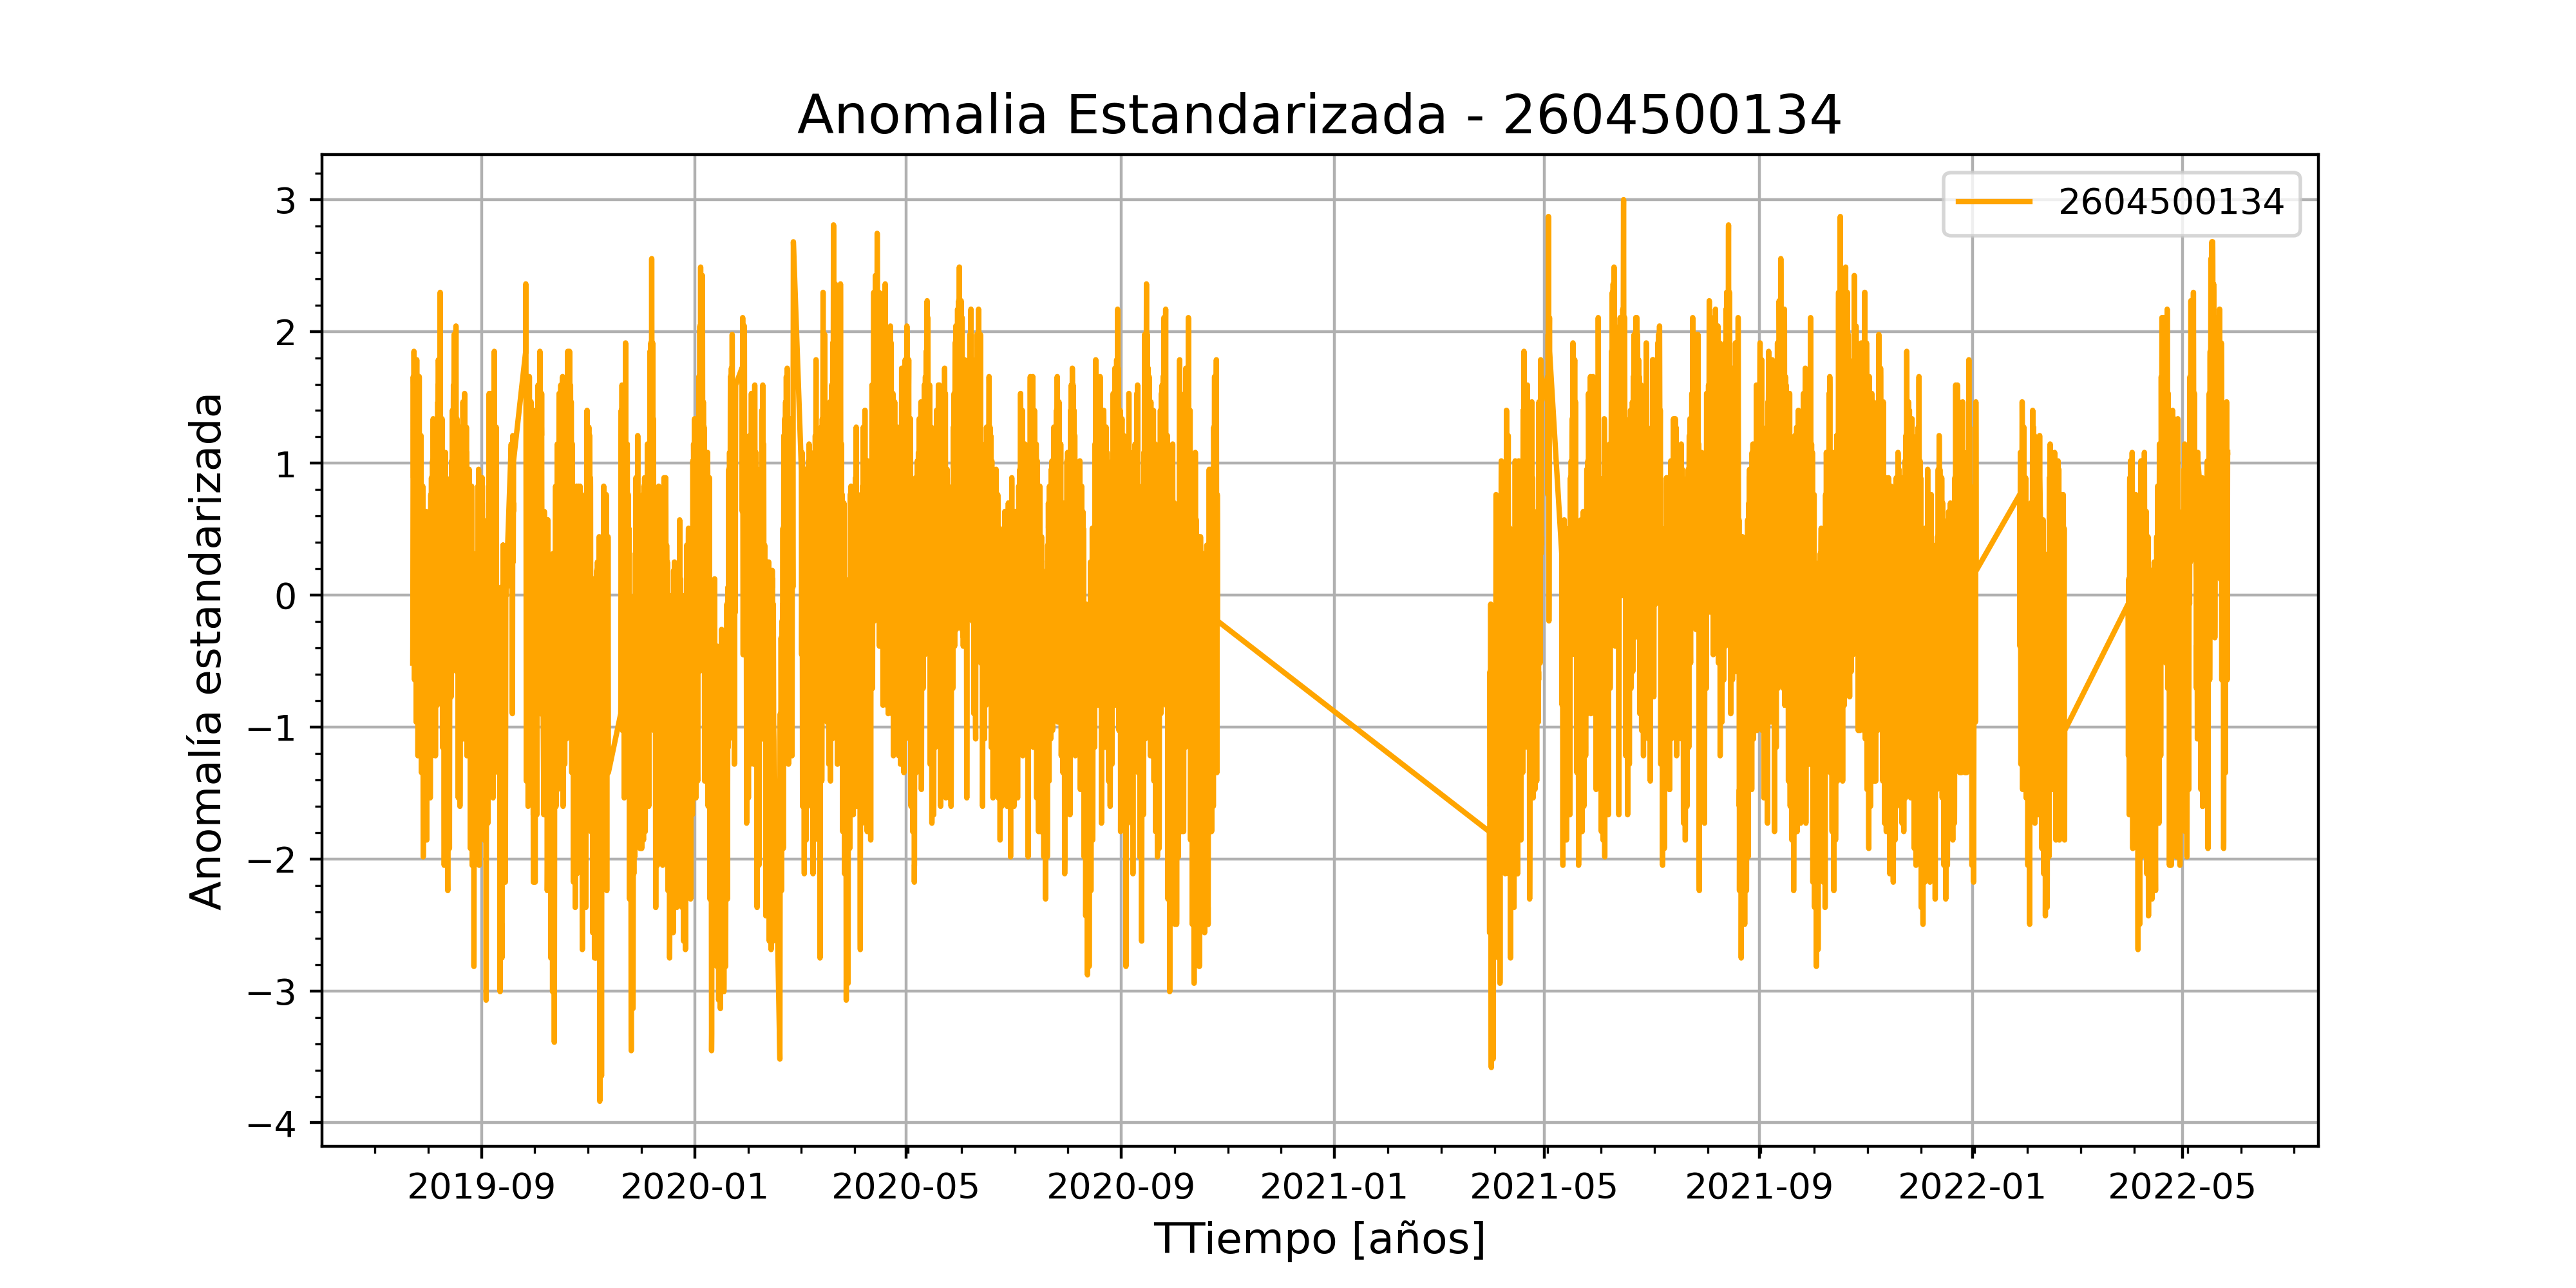 Anomalia Estandarizada - 2604500134
2604500134
Anomalía estandarizada
3
2
1
0
−1
−2
−3
−4
2019-09 2020-01 2020-05 2020-09 2021-01 2021-05 2021-09 2022-01 2022-05
TTiempo [años]